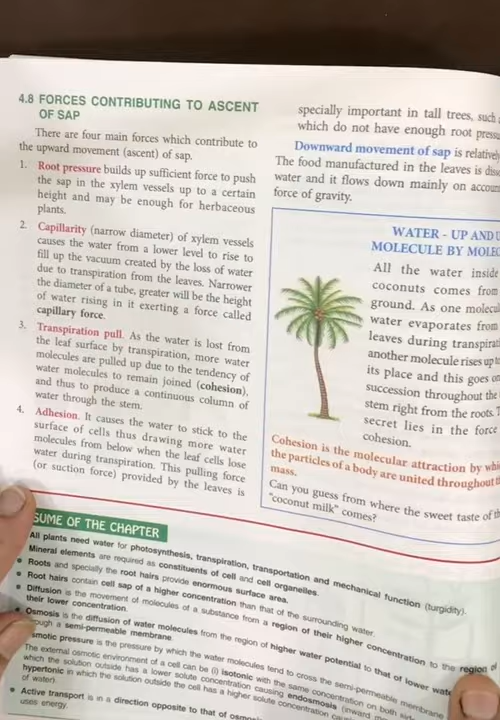 4.8 FORCES CONTRIBUTING TO ASCENT
OF SAP
There are four main forces which contribute to
the upward movement (ascent) of sap.
1. Root pressure builds up sufficient force to push
the sap in the xylem vessels up to a certain
height and may be enough for herbaceous
plants.
2. Capillarity (narrow diameter) of xylem vessels
causes the water from a lower level to rise to
fill up the vacuum created by the loss of water
due to transpiration from the leaves. Narrower
the diameter of a tube, greater will be the height
of water rising in it exerting a force called
capillary force.
3. Transpiration pull. As the water is lost from
the leaf surface by transpiration, more water
molecules are pulled up due to the tendency of
water molecules to remain joined (cohesion),
and thus to produce a continuous column of
water through the stem.
4. Adhesion. It causes the water to stick to the
surface of cells thus drawing more water
molecules from below when the leaf cells lose
water during transpiration. This pulling force
(or suction force) provided by the leaves is
specially important in tall trees, such
which do not have enough root
Downward movement of sap is
The food manufactured in the leaves is
water and it flows down mainly on
force of gravity.
WATER - UP AND
MOLECULE BY
All the water inside
coconuts comes from
ground. As one
water evaporates from
leaves during
another molecule rises up
its place and this goes
succession throughout the
stem right from the roots.
secret lies in the force
cohesion.
Cohesion is the molecular attraction by
the particles of a body are united throughout
mass.
Can you guess from where the sweet taste of
"coconut milk" comes?
SUME OF THE CHAPTER
All plants need water for photosynthesis, transpiration, transportation and mechanical function (turgidity).
Mineral elements are required as constituents of cell and cell organelles.
• Roots and specially the root hairs provide enormous surface area.
• Root hairs contain cell sap of a higher concentration than that of the surrounding water.
• Diffusion is the movement of molecules of a substance from a region of their higher concentration to the region of
their lower concentration.
• Osmosis is the diffusion of water molecules from the region of higher water potential to that of lower
a semi-permeable membrane.
pressure is the pressure by which the water molecules tend to cross the semi-permeable membrane
The external osmotic environment of a cell can be (i) isotonic with the same concentration on both
which the solution outside has a lower solute concentration causing endosmosis (inward
hypertonic in which the solution outside the cell has a higher solute concentration
of water).
• Active transport is in a direction opposite to that of
uses energy.